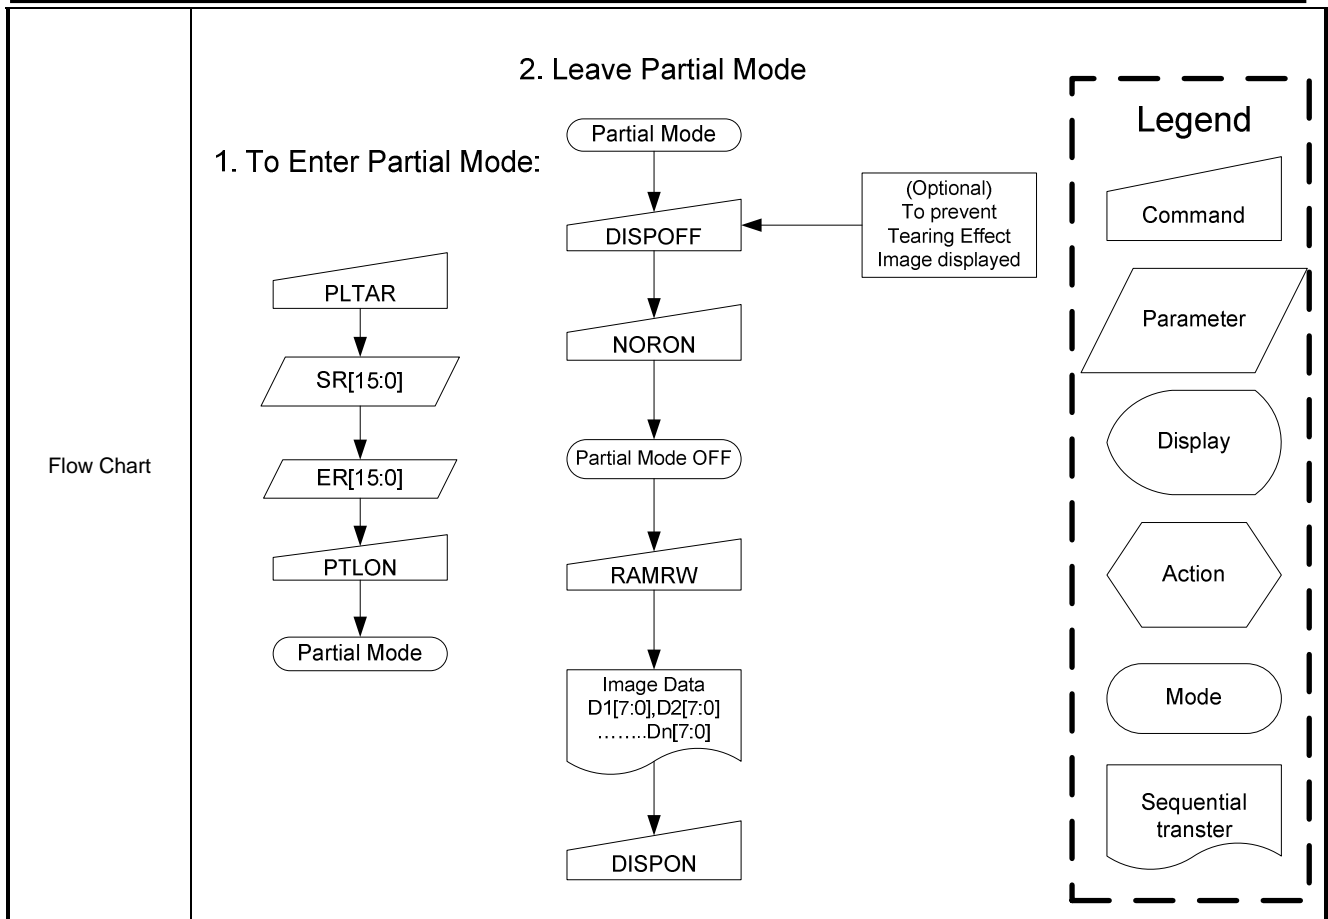 Flow Chart
1. To Enter Partial Mode:
PLTAR
SR[15:0]
ER[15:0]
PTLON
Partial Mode
2. Leave Partial Mode
Partial Mode
DISPOFF
(Optional)
To prevent
Tearing Effect
Image displayed
NORON
Partial Mode OFF
RAMRW
Image Data
D1[7:0],D2[7:0]
........Dn[7:0]
DISPON
Legend
Command
Parameter
Display
Action
Mode
Sequential
transter